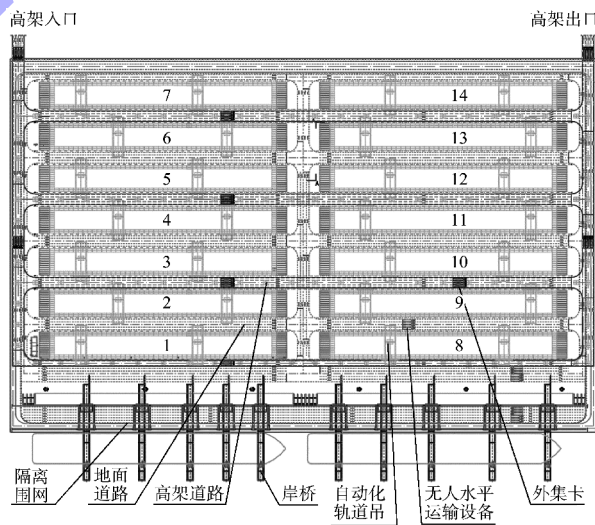 高架入口
高架出口
7
14
6
13
5
12
4
11
3
10
2
9
1
8
隔离
围网
地面
道路
高架道路
岸桥
自动化
轨道吊
无人水平
运输设备
外集卡